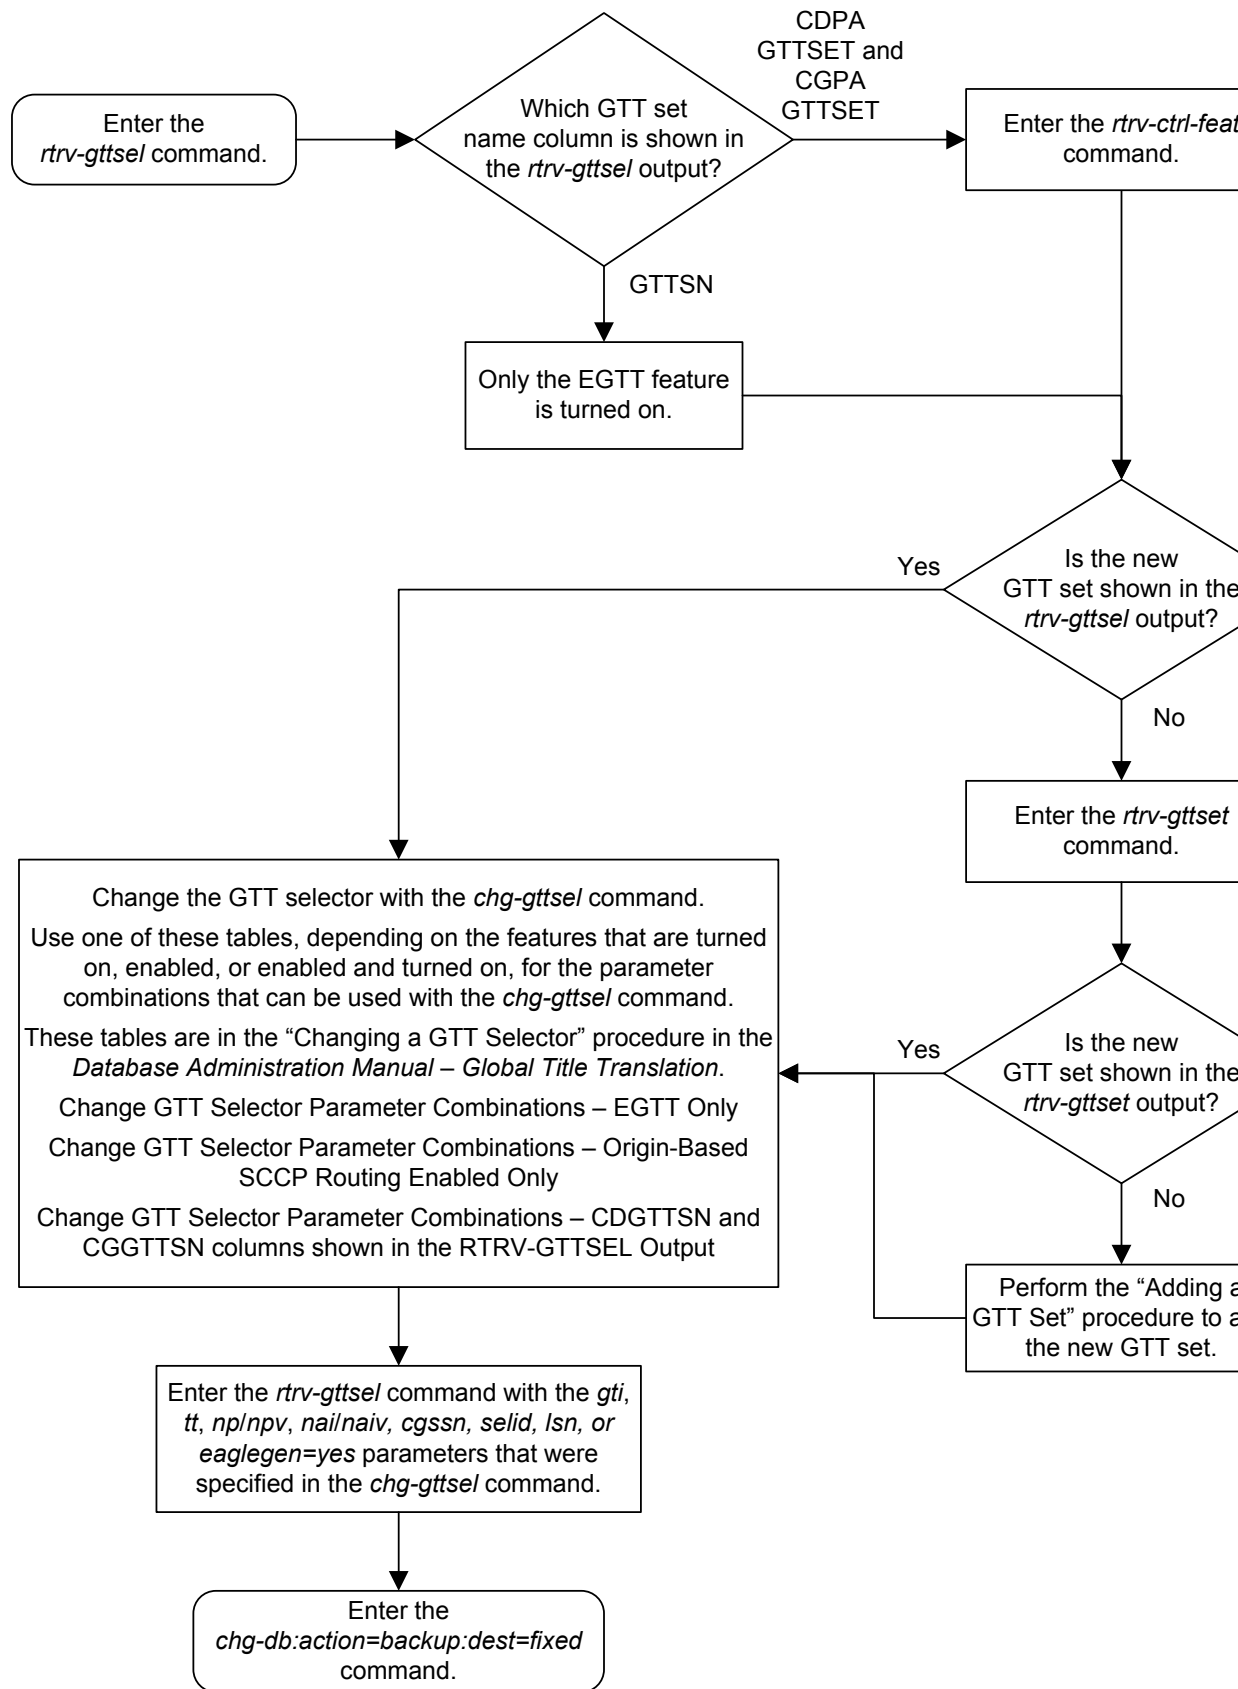 Enter the
rtrv-gttsel command.
Which GTT set
name column is shown in
the rtrv-gttsel output?
CDPA
GTTSET and
CGPA
GTTSET
Enter the rtrv-ctrl-feat
command.
GTTSN
Only the EGTT feature
is turned on.
Is the new
GTT set shown in the
rtrv-gttsel output?
Yes
No
Enter the rtrv-gttset
command.
Is the new
GTT set shown in the
rtrv-gttset output?
Yes
No
Perform the “Adding a
GTT Set” procedure to
the new GTT set.
Change the GTT selector with the chg-gttsel command.
Use one of these tables, depending on the features that are turned
on, enabled, or enabled and turned on, for the parameter
combinations that can be used with the chg-gttsel command.
These tables are in the “Changing a GTT Selector” procedure in the
Database Administration Manual – Global Title Translation.
Change GTT Selector Parameter Combinations – EGTT Only
Change GTT Selector Parameter Combinations – Origin-Based
SCCP Routing Enabled Only
Change GTT Selector Parameter Combinations – CDGTTSN and
CGGTTSN columns shown in the RTRV-GTTSEL Output
Enter the rtrv-gttsel command with the gti,
tt, np/npv, nai/naiv, cgssn, selid, lsn, or
eaglegen=yes parameters that were
specified in the chg-gttsel command.
Enter the
chg-db:action=backup:dest=fixed
command.